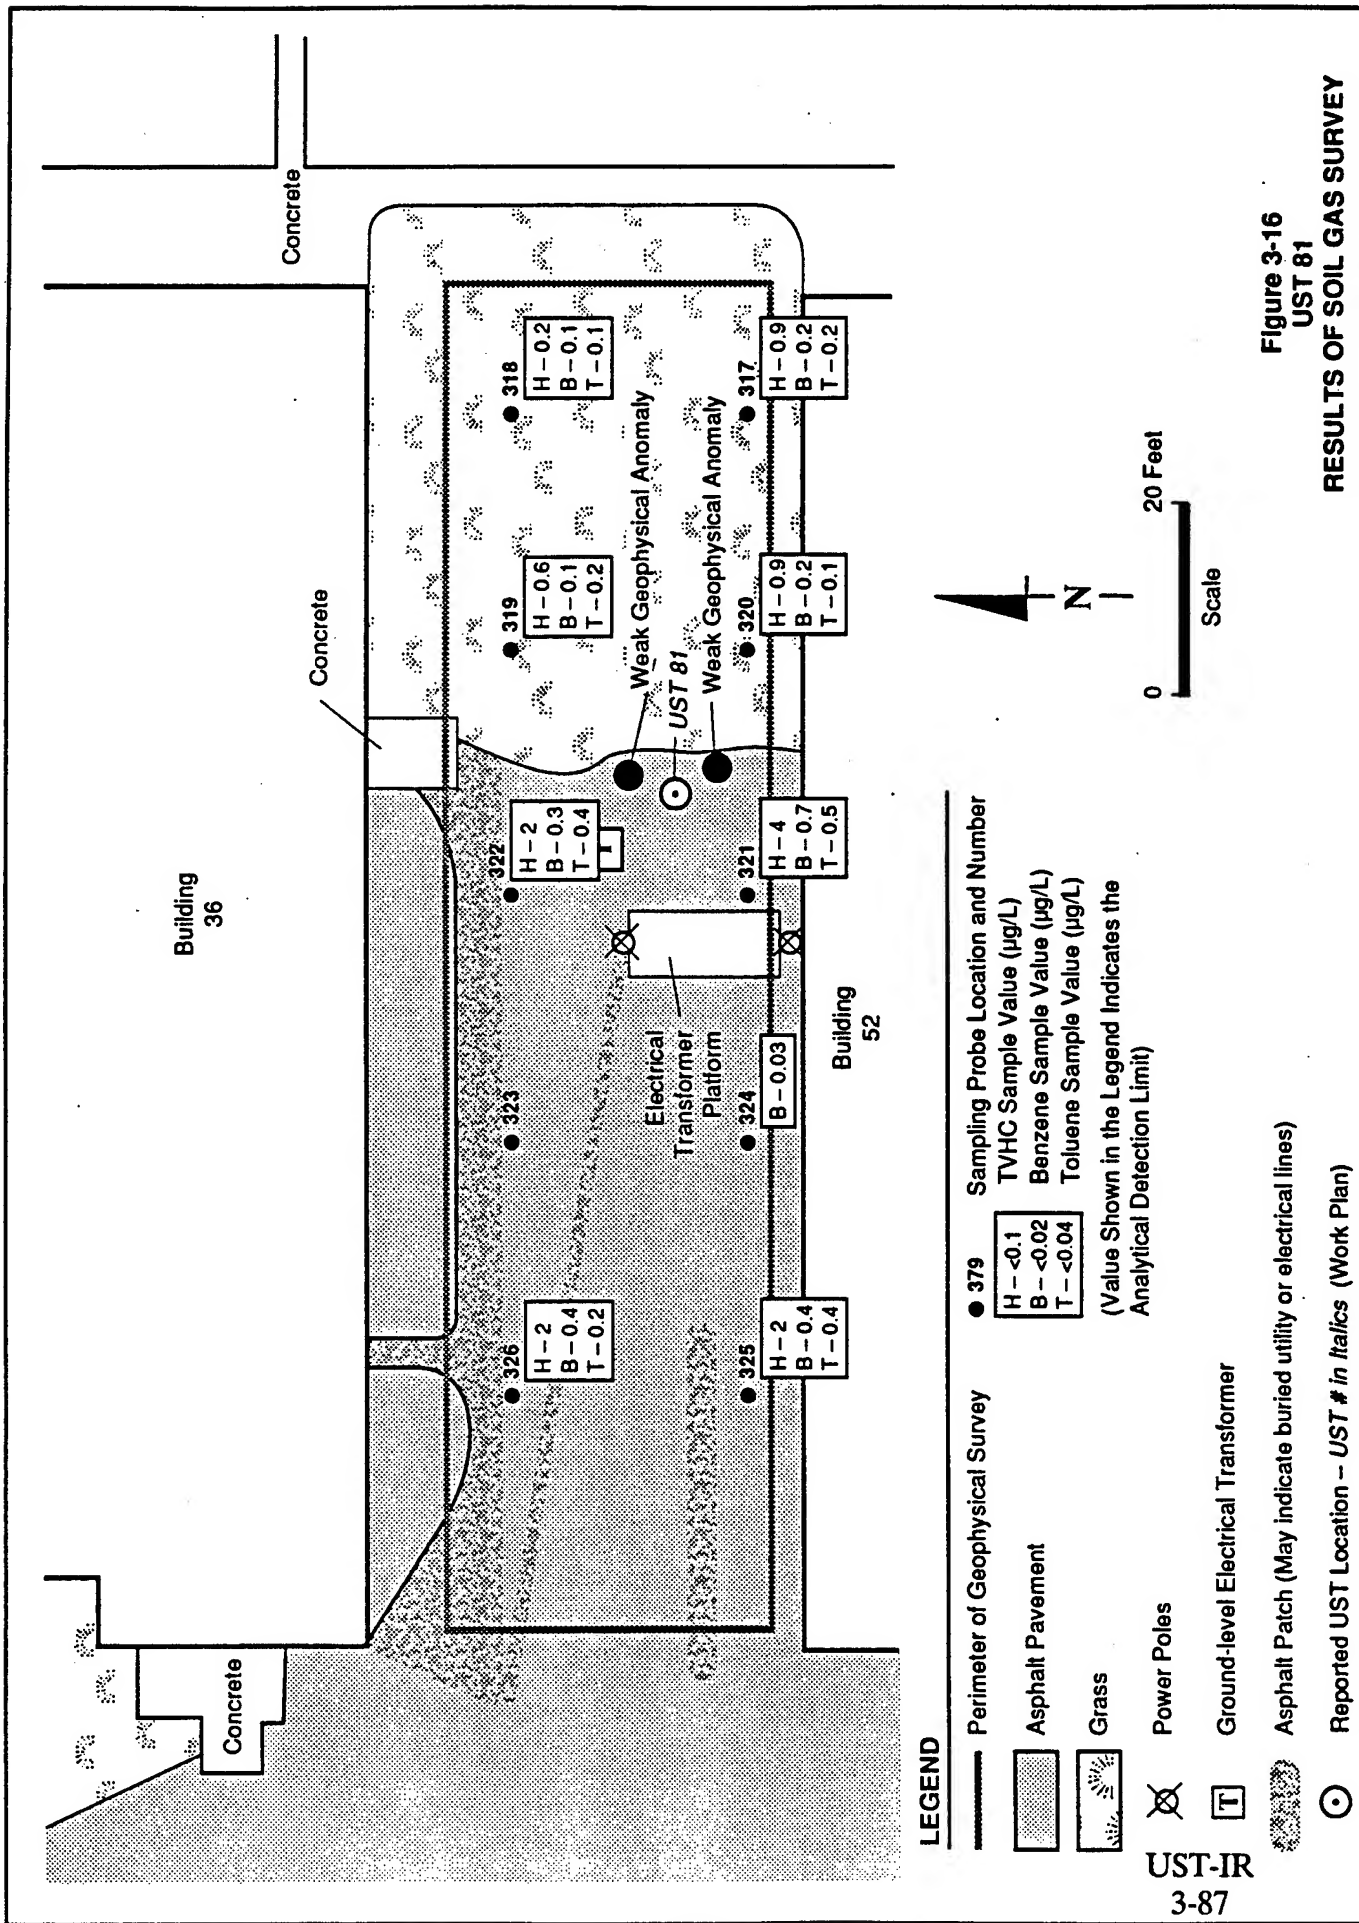 Building
36
Concrete
Concrete
Concrete
326
H – 2
B – 0.4
T – 0.2
323
322
H – 2
B – 0.3
T – 0.4
T
319
H – 0.6
B – 0.1
T – 0.2
318
H – 0.2
B – 0.1
T – 0.1
Weak Geophysical Anomaly
UST 81
Weak Geophysical Anomaly
Electrical
Transformer
Platform
325
H – 2
B – 0.4
T – 0.4
324
B – 0.03
321
H – 4
B – 0.7
T – 0.5
320
H – 0.9
B – 0.2
T – 0.1
317
H – 0.9
B – 0.2
T – 0.2
Building
52
LEGEND
Perimeter of Geophysical Survey
Asphalt Pavement
Grass
Power Poles
T
Ground-level Electrical Transformer
Asphalt Patch (May indicate buried utility or electrical lines)
Reported UST Location – UST # in Italics (Work Plan)
379
Sampling Probe Location and Number
H – <0.1
TVHC Sample Value (µg/L)
B – <0.02
Benzene Sample Value (µg/L)
T – <0.04
Toluene Sample Value (µg/L)
(Value Shown in the Legend Indicates the
Analytical Detection Limit)
N
0
20 Feet
Scale
Figure 3-16
UST 81
RESULTS OF SOIL GAS SURVEY
UST-IR
3-87